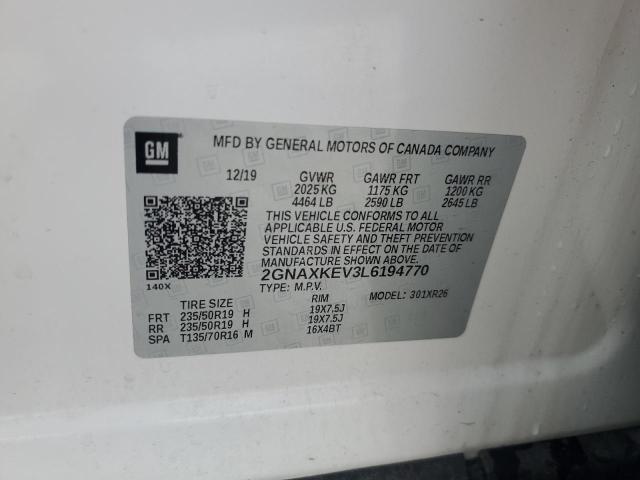 GM
MFD BY GENERAL MOTORS OF CANADA COMPANY
12/19 GVWR GAWR FRT GAWR RR
2025 KG 1175 KG 1200 KG
4464 LB 2590 LB 2645 LB
THIS VEHICLE CONFORMS TO ALL
APPLICABLE U.S. FEDERAL MOTOR
VEHICLE SAFETY AND THEFT PREVENTION
STANDARDS IN EFFECT ON THE DATE OF
MANUFACTURE SHOWN ABOVE.
2GNAXKEV3L6194770
140X
TYPE: M.P.V. MODEL: 301XR26
TIRE SIZE RIM
FRT 235/50R19 H 19X7.5J
RR 235/50R19 H 19X7.5J
SPA T135/70R16 M 16X4BT